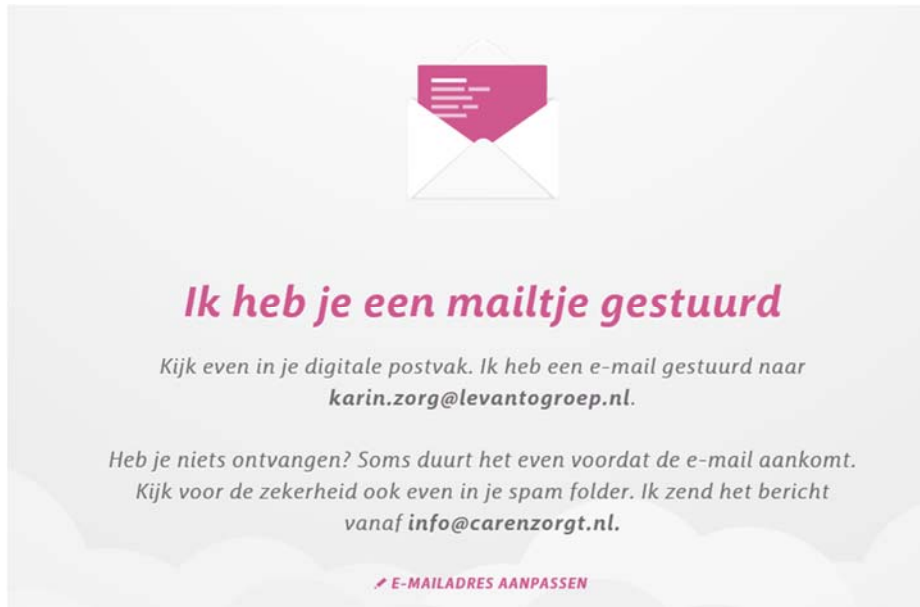 Ik heb je een mailtje gestuurd
Kijk even in je digitale postvak. Ik heb een e-mail gestuurd naar
karin.zorg@levantogroep.nl.
Heb je niets ontvangen? Soms duurt het even voordat de e-mail aankomt.
Kijk voor de zekerheid ook even in je spam folder. Ik zend het bericht
vanaf info@carenzorgt.nl.
E-MAILADRES AANPASSEN